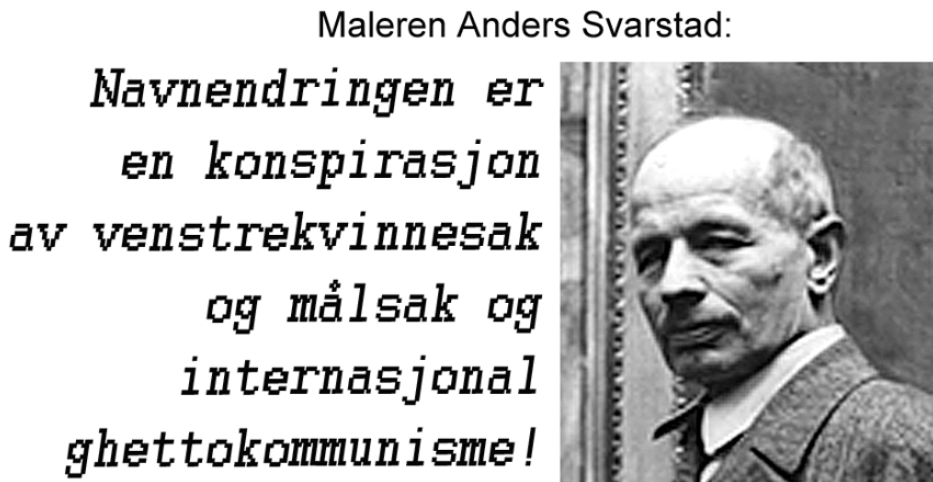 Maleren Anders Svarstad:
Navnendringen er
en konspirasjon
av venstrekvinnesak
og målsak og
internasjonal
ghettokommunisme!